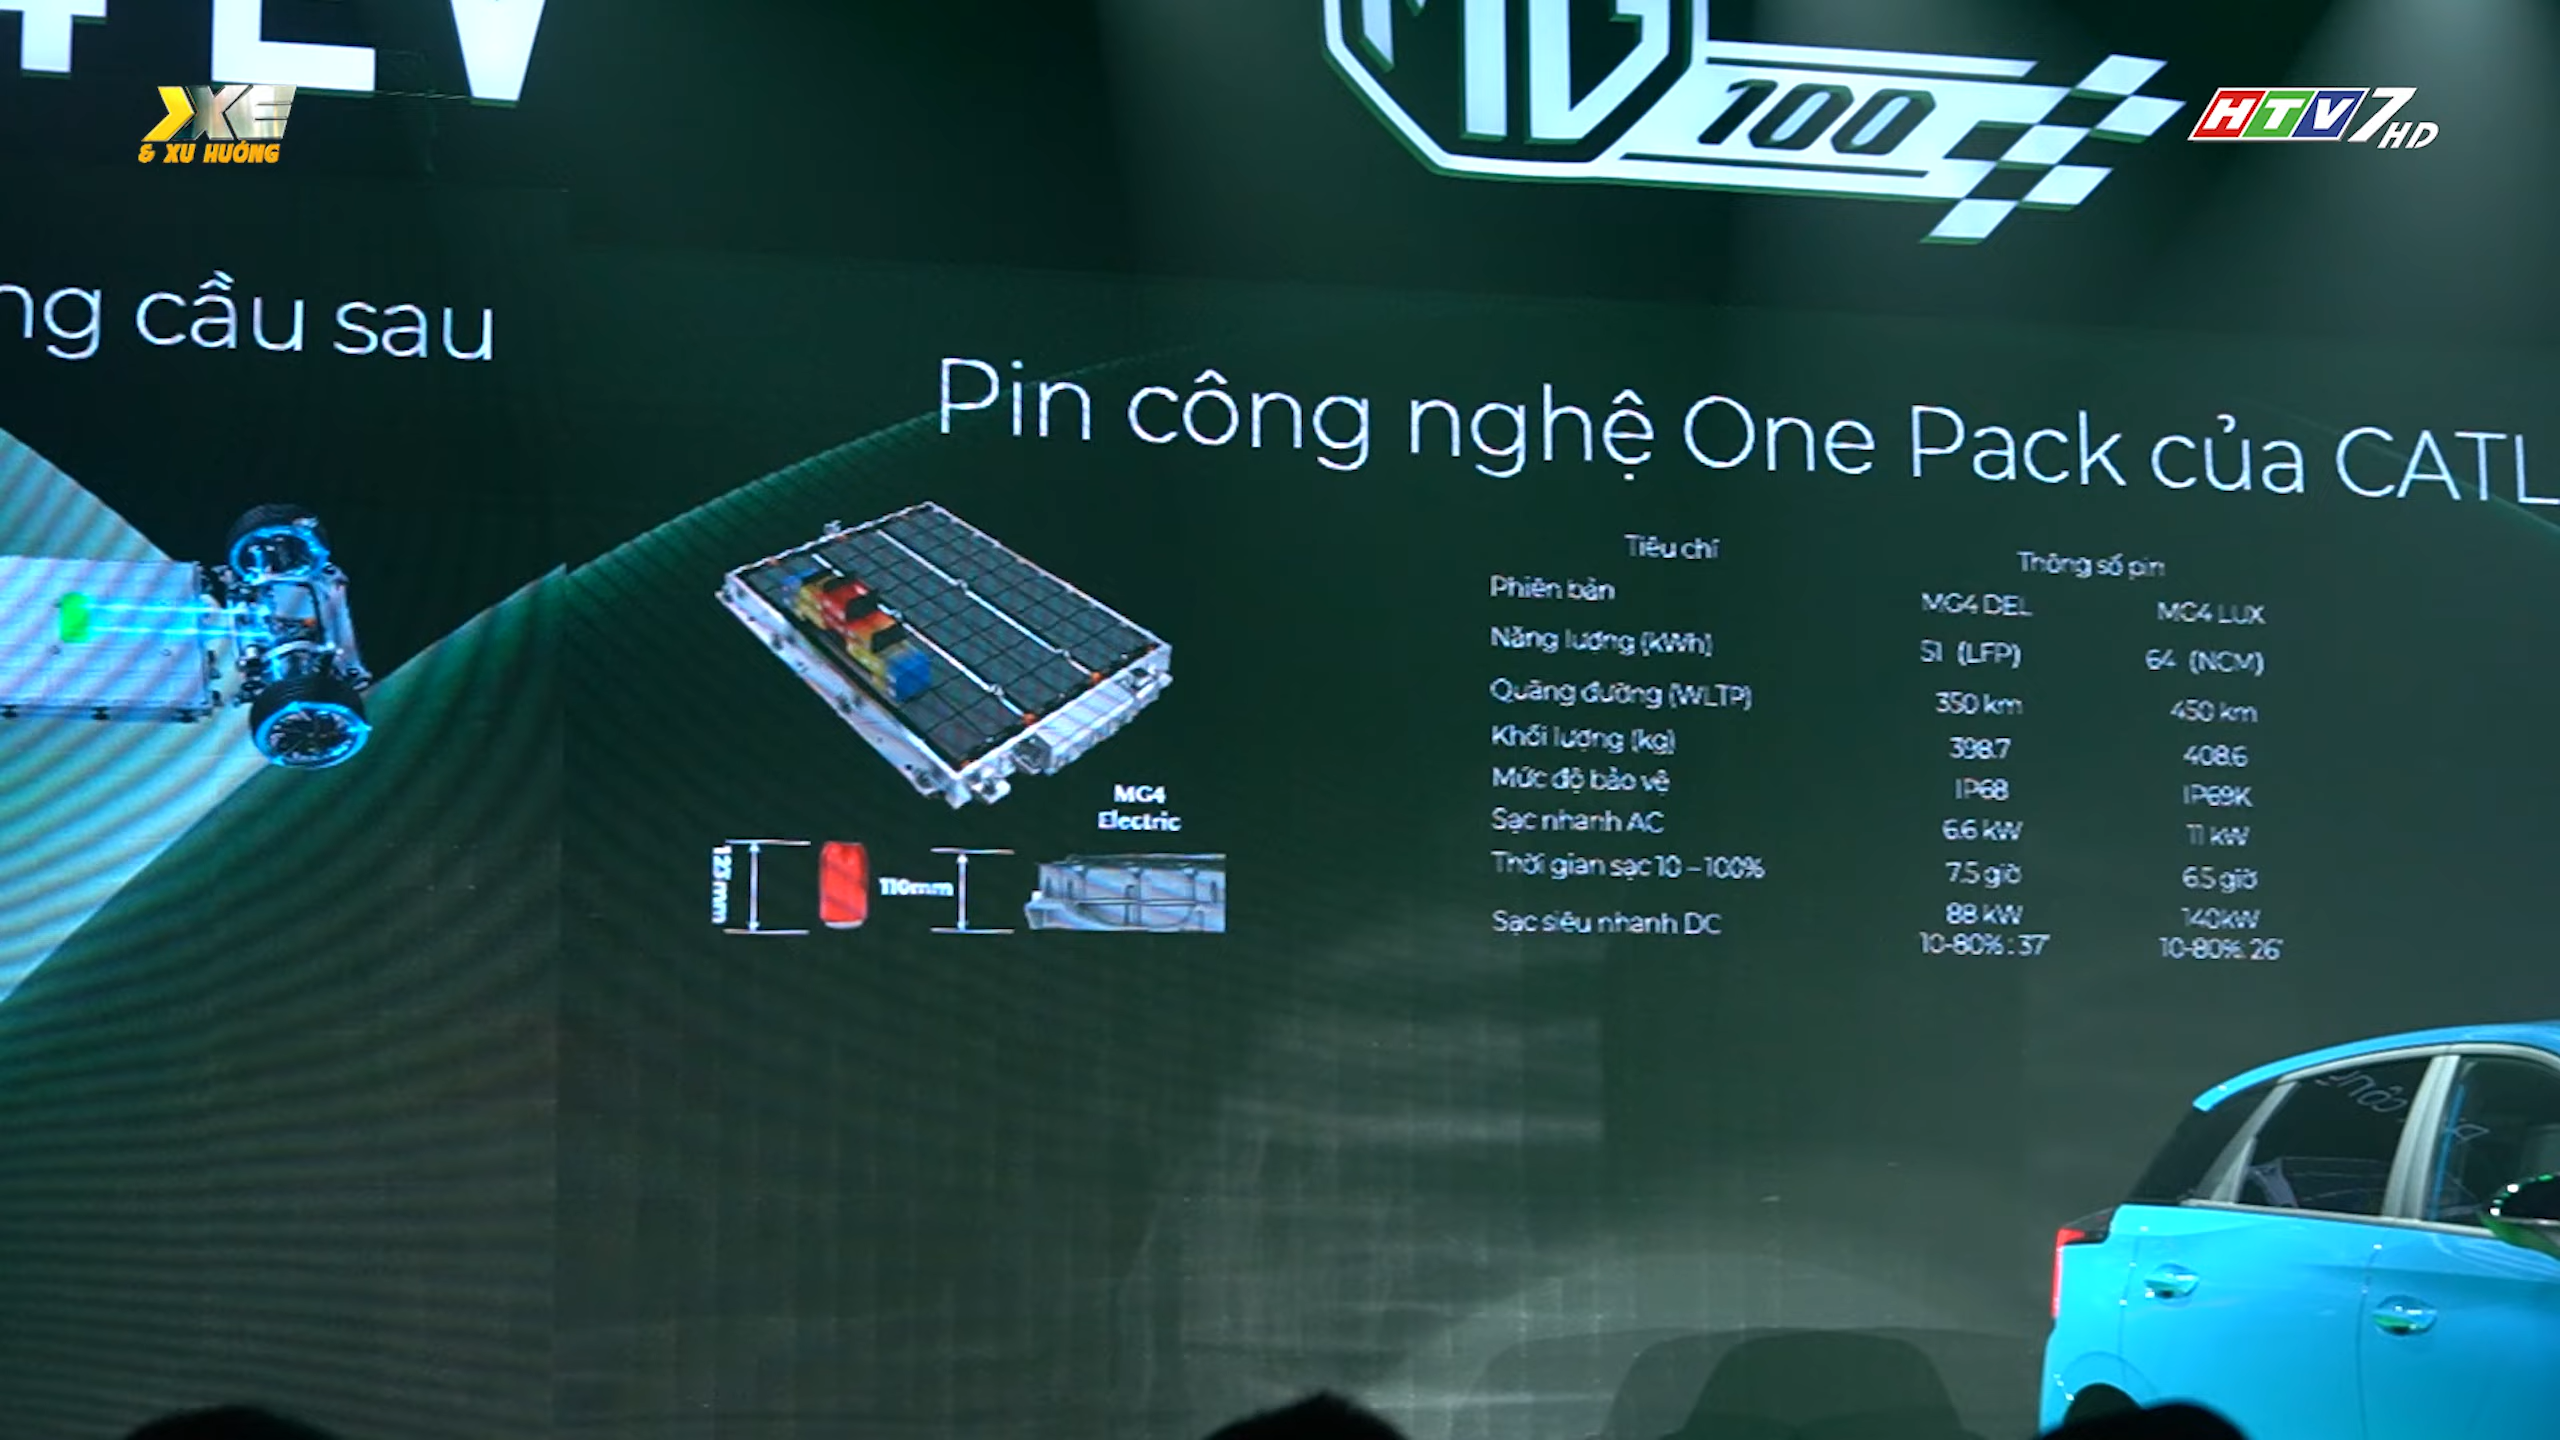 4 EV
MG
100
XE
& XU HƯỚNG
HTV7 HD
ng cầu sau
Pin công nghệ One Pack của CATL
Tiêu chí Thông số pin
Phiên bản MG4 DEL MG4 LUX
Năng lượng (kWh) 51 (LFP) 64 (NCM)
Quãng đường (WLTP) 350 km 450 km
Khối lượng (kg) 398.7 408.6
Mức độ bảo vệ IP68 IP69K
Sạc nhanh AC 6.6 kW 11 kW
Thời gian sạc 10 – 100% 7.5 giờ 6.5 giờ
Sạc siêu nhanh DC 88 kW 140kW
10-80% : 37' 10-80%: 26'
MG4
Electric
123mm
110mm